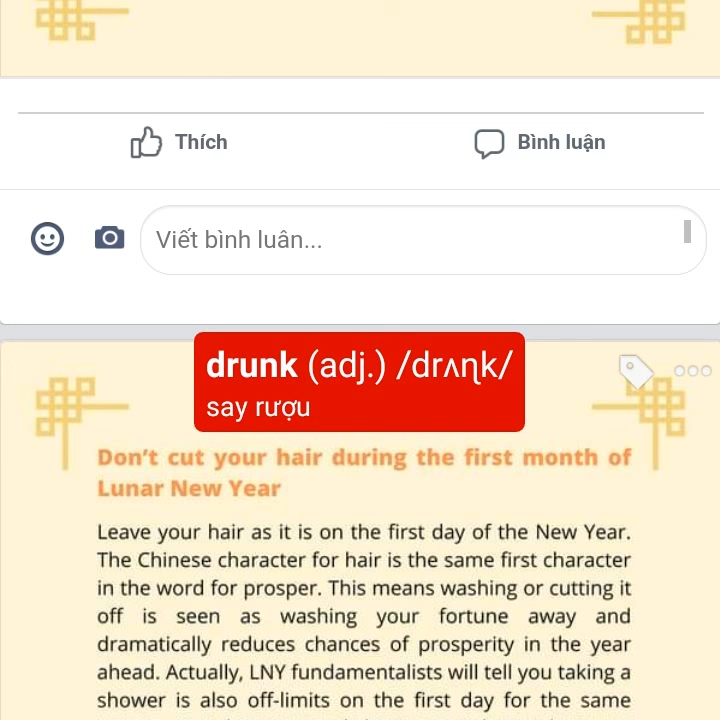 Thích
Bình luận
Viết bình luân...
drunk (adj.) /drʌɳk/
say rượu
Don’t cut your hair during the first month of
Lunar New Year
Leave your hair as it is on the first day of the New Year.
The Chinese character for hair is the same first character
in the word for prosper. This means washing or cutting it
off is seen as washing your fortune away and
dramatically reduces chances of prosperity in the year
ahead. Actually, LNY fundamentalists will tell you taking a
shower is also off-limits on the first day for the same